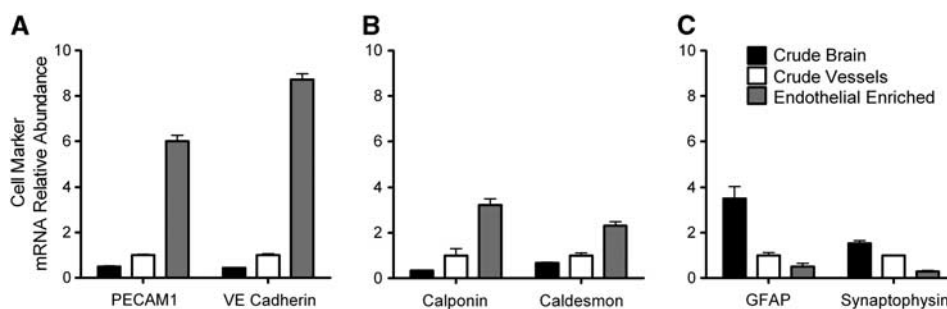 A
B
C
Cell Marker
mRNA Relative Abundance
10
8
6
4
2
0
PECAM1
VE Cadherin
10
8
6
4
2
0
Calponin
Caldesmon
10
8
6
4
2
0
Crude Brain
Crude Vessels
Endothelial Enriched
GFAP
Synaptophysin